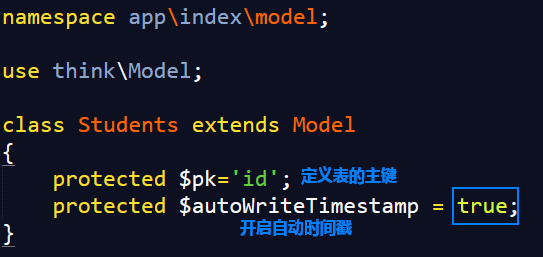 namespace app\index\model;
use think\Model;
class Students extends Model
{
protected $pk='id'; 定义表的主键
protected $autoWriteTimestamp = true;
开启自动时间戳
}